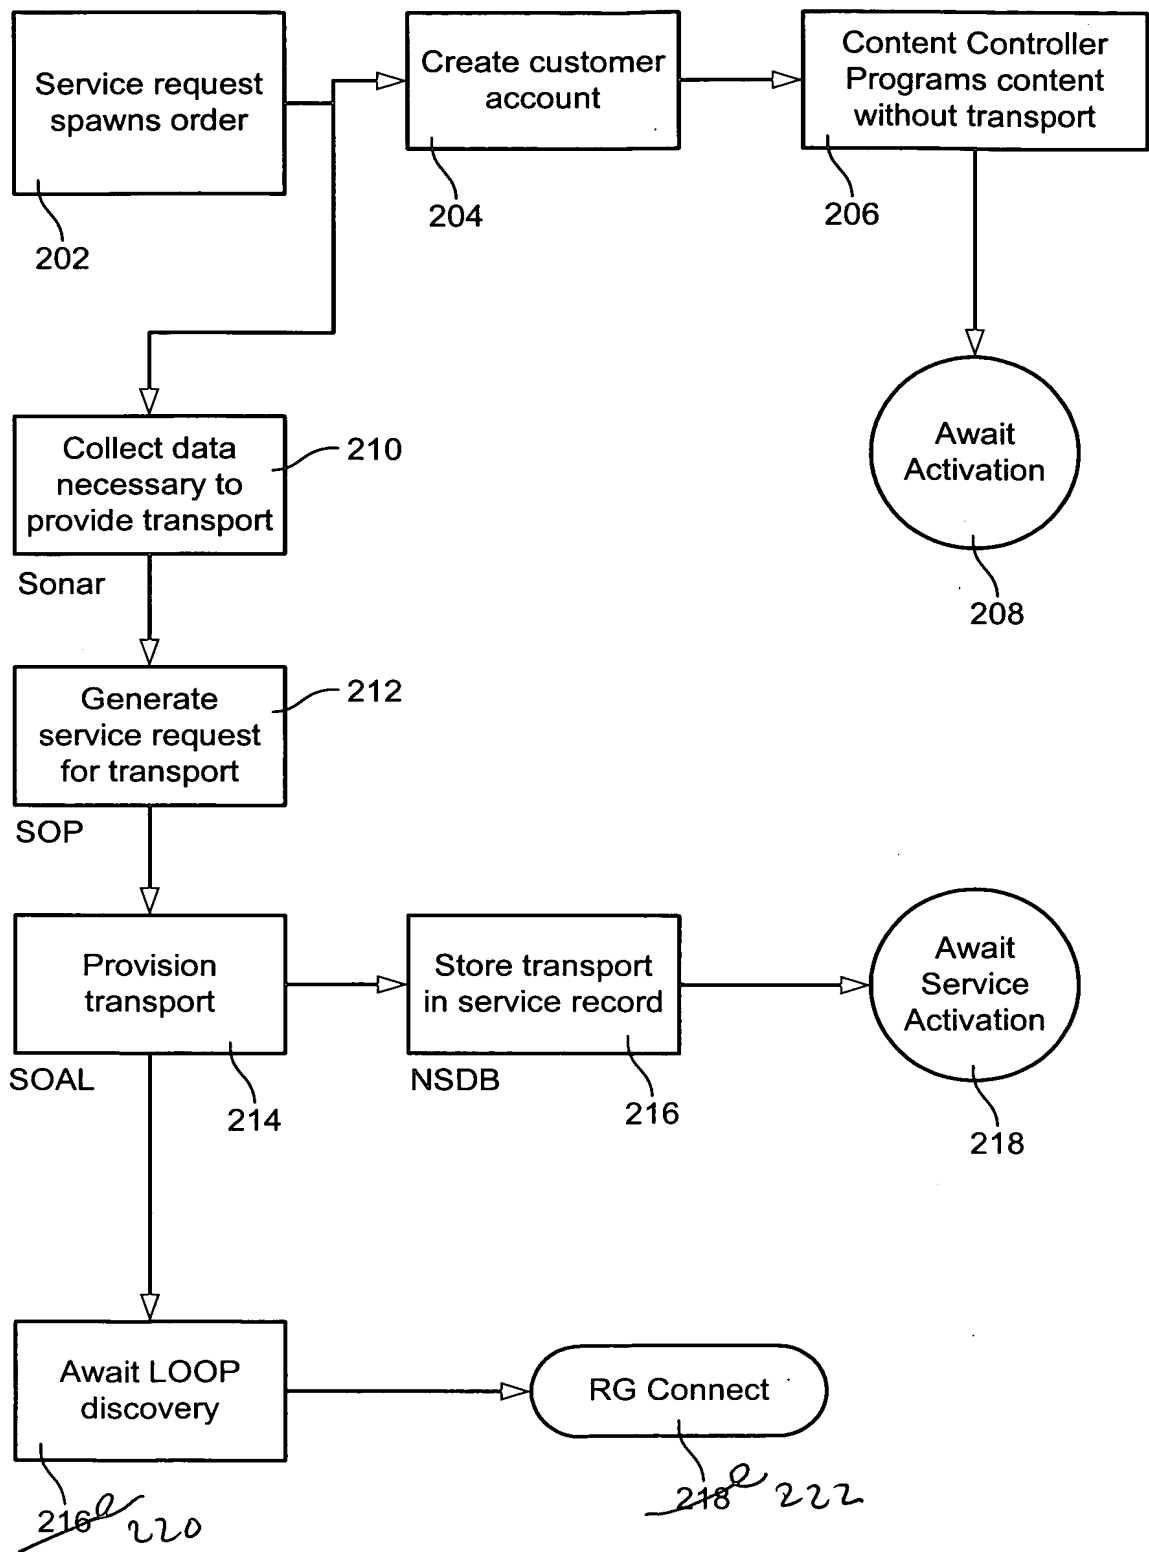 Service request
spawns order
202
Create customer
account
204
Content Controller
Programs content
without transport
206
Await
Activation
208
Collect data
necessary to
provide transport
210
Sonar
Generate
service request
for transport
212
SOP
Provision
transport
SOAL
214
Store transport
in service record
NSDB
216
Await
Service
Activation
218
Await LOOP
discovery
216
220
RG Connect
218
222